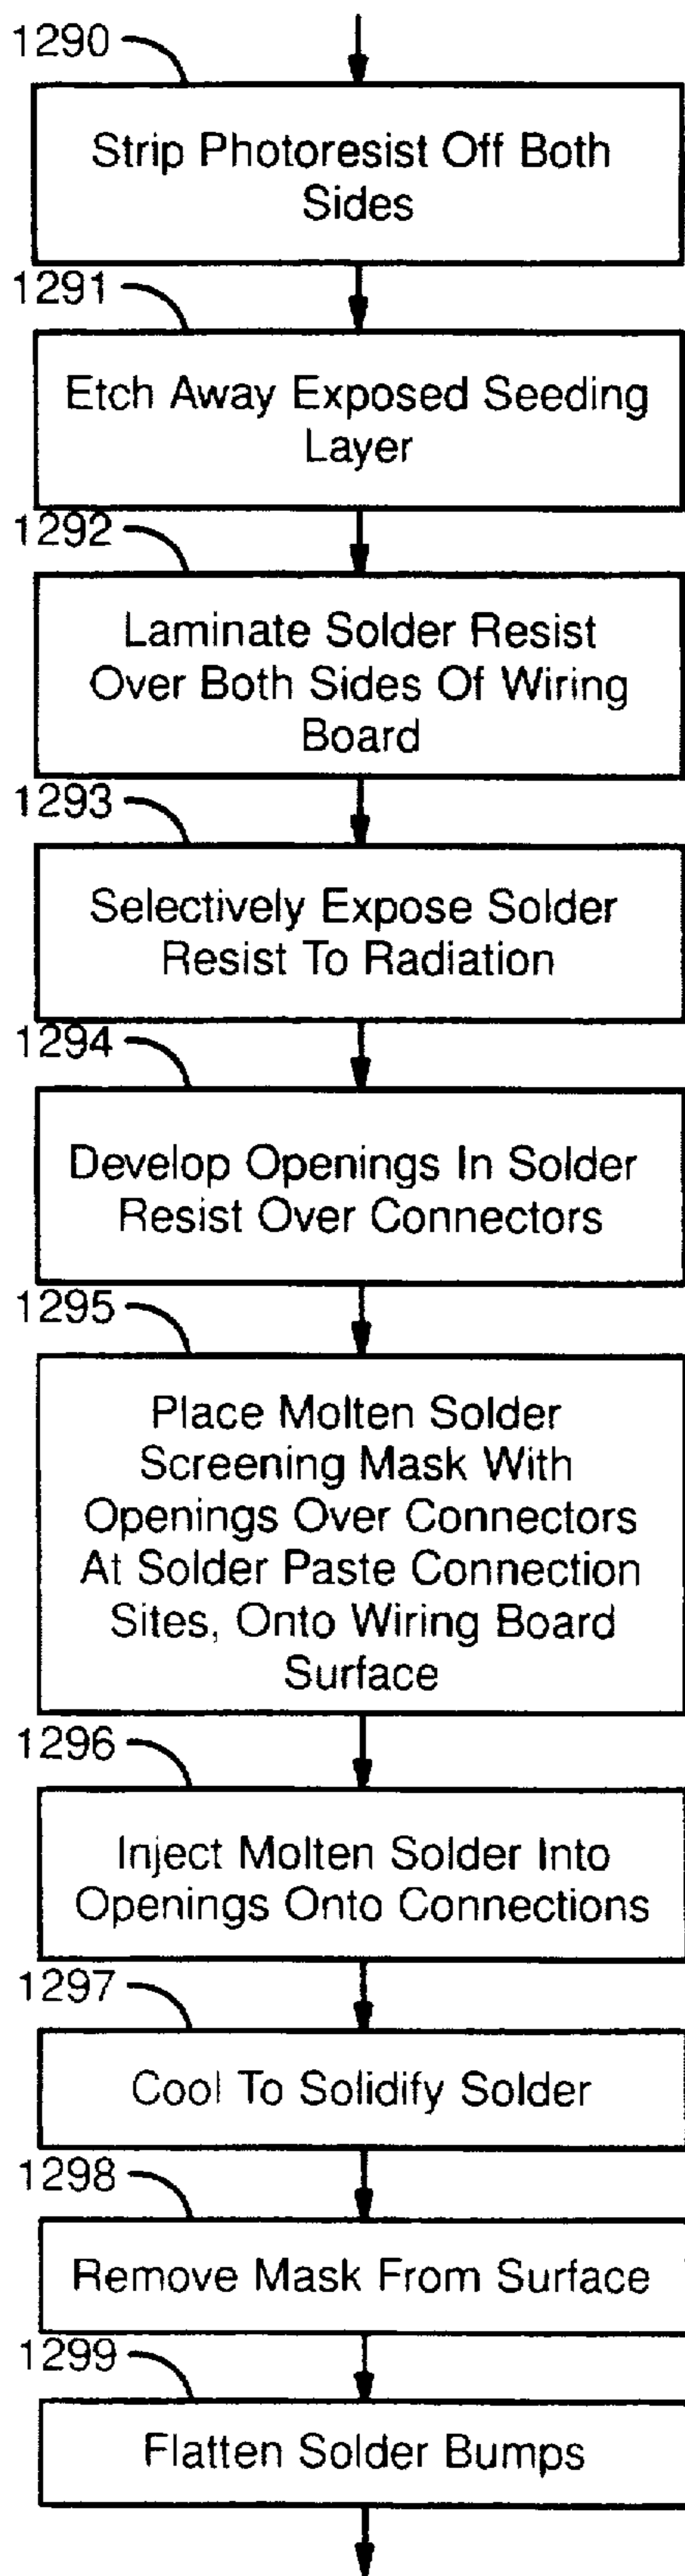 1290
Strip Photoresist Off Both
Sides
1291
Etch Away Exposed Seeding
Layer
1292
Laminate Solder Resist
Over Both Sides Of Wiring
Board
1293
Selectively Expose Solder
Resist To Radiation
1294
Develop Openings In Solder
Resist Over Connectors
1295
Place Molten Solder
Screening Mask With
Openings Over Connectors
At Solder Paste Connection
Sites, Onto Wiring Board
Surface
1296
Inject Molten Solder Into
Openings Onto Connections
1297
Cool To Solidify Solder
1298
Remove Mask From Surface
1299
Flatten Solder Bumps